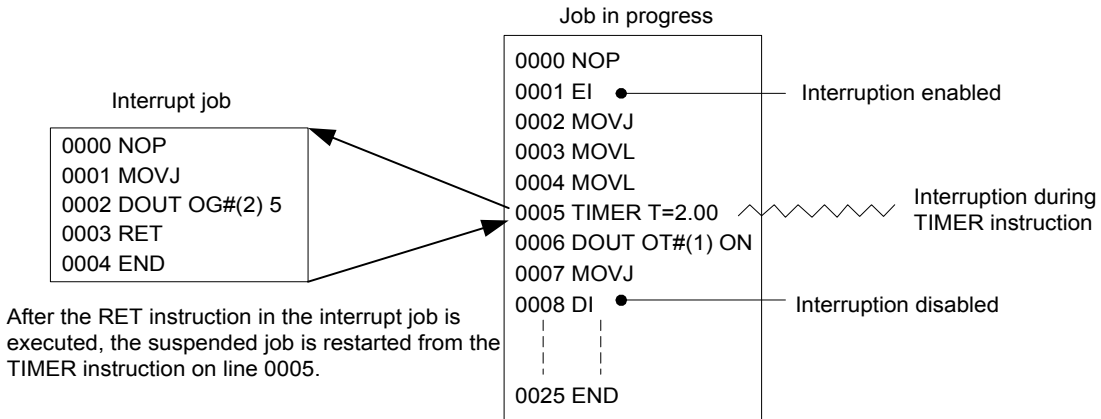 Job in progress
0000 NOP
0001 EI
Interruption enabled
0002 MOVJ
0003 MOVL
0004 MOVL
0005 TIMER T=2.00
Interruption during
TIMER instruction
0006 DOUT OT#(1) ON
0007 MOVJ
0008 DI
Interruption disabled
0025 END
Interrupt job
0000 NOP
0001 MOVJ
0002 DOUT OG#(2) 5
0003 RET
0004 END
After the RET instruction in the interrupt job is
executed, the suspended job is restarted from the
TIMER instruction on line 0005.